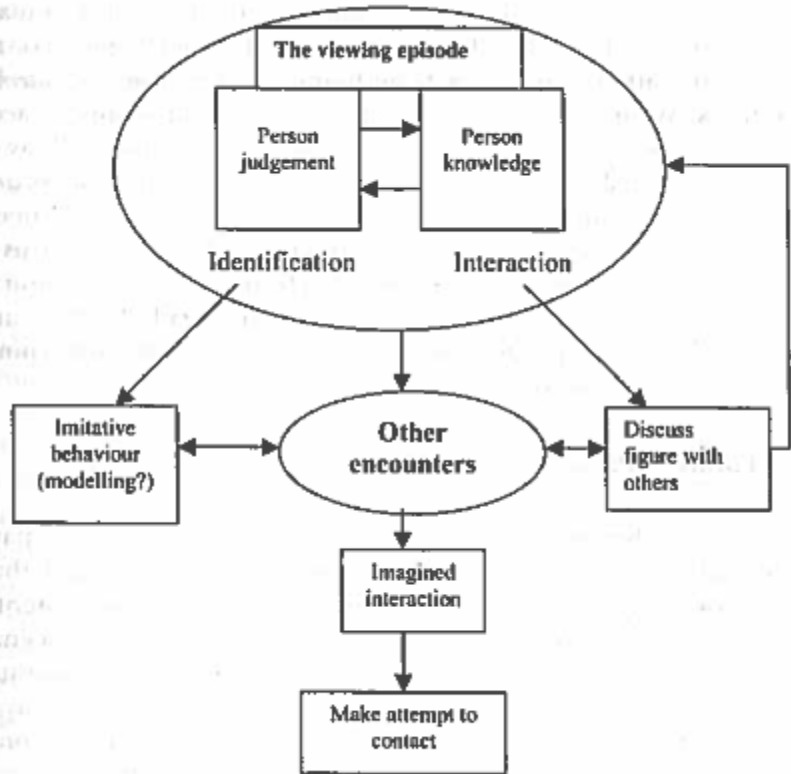 The viewing episode
Person
judgement
Person
knowledge
Identification
Interaction
Imitative
behaviour
(modelling?)
Other
encounters
Discuss
figure with
others
Imagined
interaction
Make attempt to
contact